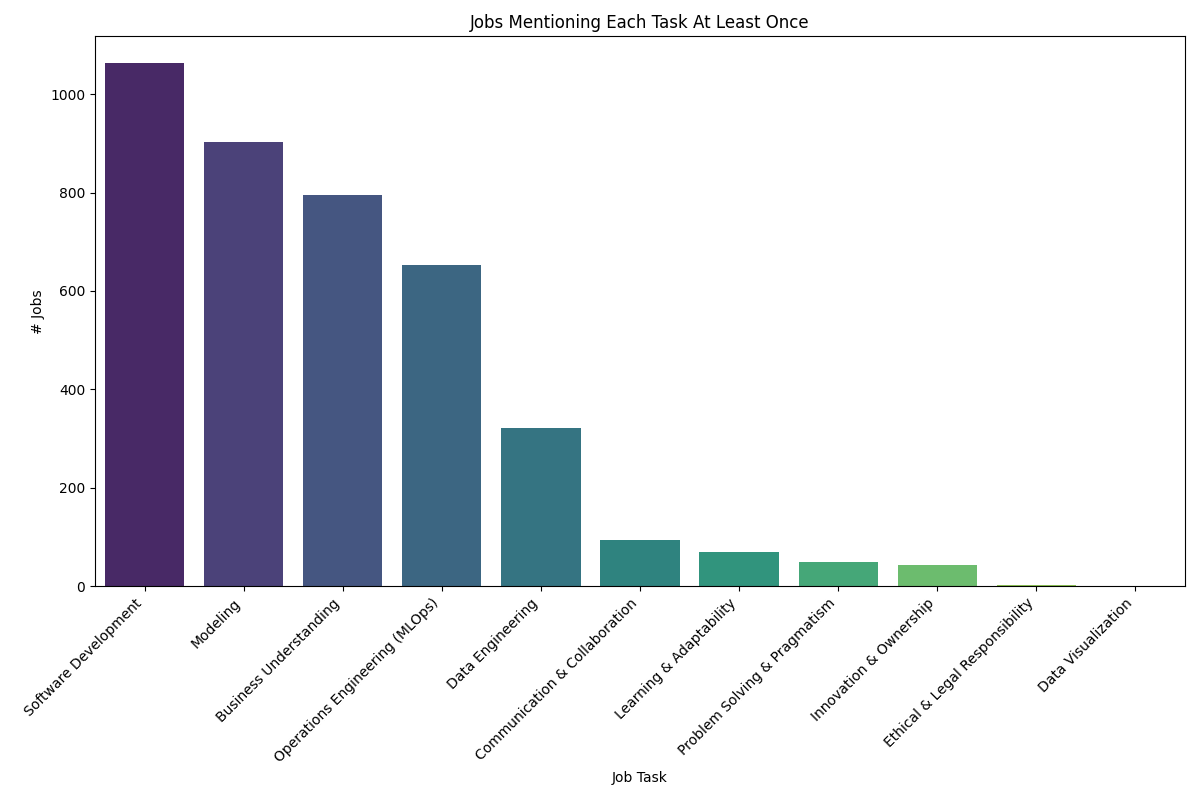 Jobs Mentioning Each Task At Least Once
# Jobs
1000
800
600
400
200
0
Software Development
Modeling
Business Understanding
Operations Engineering (MLOps)
Data Engineering
Communication & Collaboration
Learning & Adaptability
Problem Solving & Pragmatism
Innovation & Ownership
Ethical & Legal Responsibility
Data Visualization
Job Task